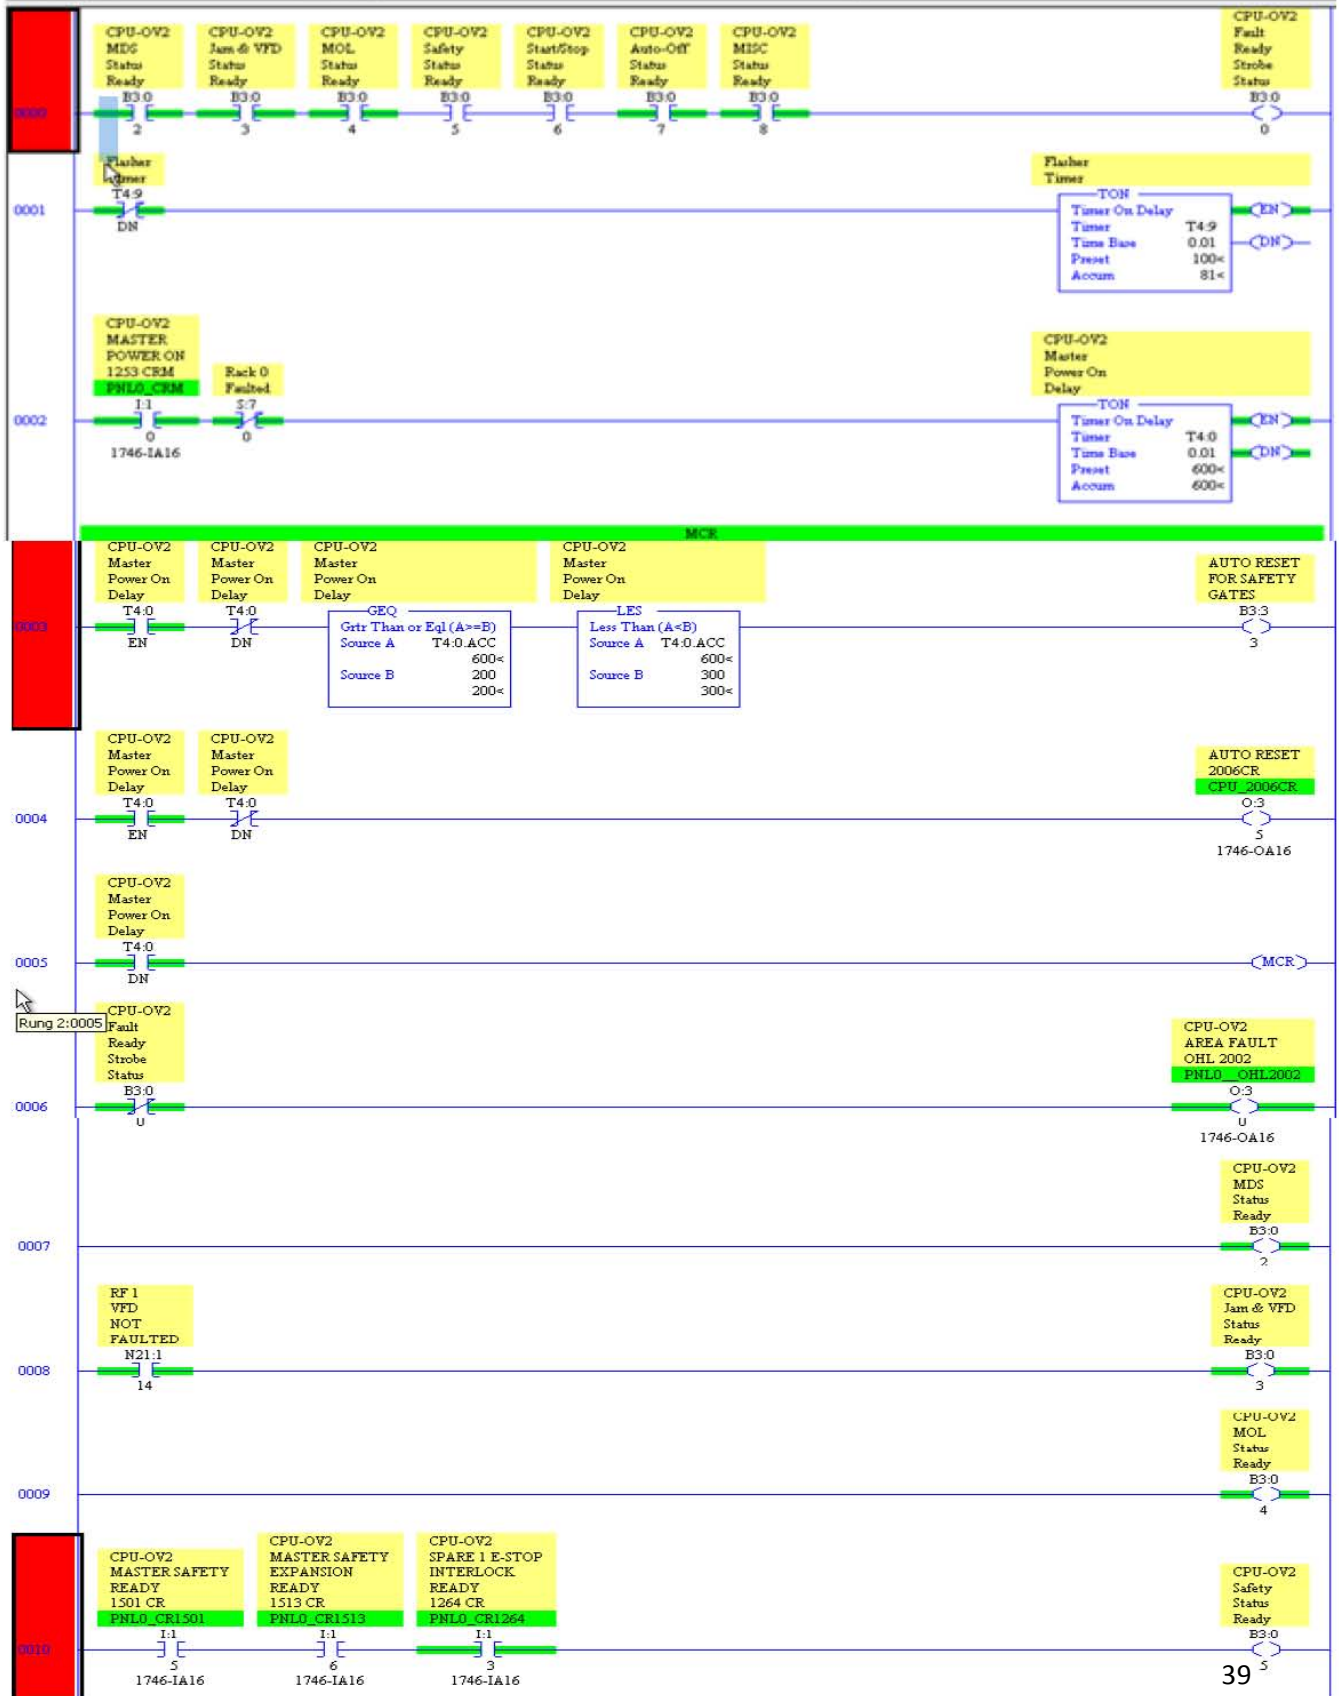 CPU-OV2
MDS
Status
Ready
B3:0
2
CPU-OV2
Jam & VFD
Status
Ready
B3:0
3
CPU-OV2
MOL
Status
Ready
B3:0
4
CPU-OV2
Safety
Status
Ready
B3:0
5
CPU-OV2
Start/Stop
Status
Ready
B3:0
6
CPU-OV2
Auto-Off
Status
Ready
B3:0
7
CPU-OV2
MISC
Status
Ready
B3:0
8
CPU-OV2
Fault
Ready
Strobe
Status
B3:0
0
0000
Flasher
Timer
T4:9
DN
0001
Flasher
Timer
TON
Timer On Delay
Timer T4:9
Time Base 0.01
Preset 100<
Accum 81<
EN
DN
CPU-OV2
MASTER
POWER ON
1253 CRM
PNL0_CRM
I:1
0
1746-IA16
Rack 0
Faulted
S:7
0
0002
CPU-OV2
Master
Power On
Delay
TON
Timer On Delay
Timer T4:0
Time Base 0.01
Preset 600<
Accum 600<
EN
DN
MCR
CPU-OV2
Master
Power On
Delay
T4:0
EN
CPU-OV2
Master
Power On
Delay
T4:0
DN
CPU-OV2
Master
Power On
Delay
GEQ
Grtr Than or Eql (A>=B)
Source A T4:0.ACC
600<
Source B 200
200<
CPU-OV2
Master
Power On
Delay
LES
Less Than (A<B)
Source A T4:0.ACC
600<
Source B 300
300<
AUTO RESET
FOR SAFETY
GATES
B3:3
3
0003
CPU-OV2
Master
Power On
Delay
T4:0
EN
CPU-OV2
Master
Power On
Delay
T4:0
DN
AUTO RESET
2006CR
CPU_2006CR
O:3
5
1746-OA16
0004
CPU-OV2
Master
Power On
Delay
T4:0
DN
0005
MCR
Rung 2:0005
CPU-OV2
Fault
Ready
Strobe
Status
B3:0
0006
CPU-OV2
AREA FAULT
OHL 2002
PNL0__OHL2002
O:3
1746-OA16
CPU-OV2
MDS
Status
Ready
B3:0
2
0007
RF 1
VFD
NOT
FAULTED
N21:1
14
0008
CPU-OV2
Jam & VFD
Status
Ready
B3:0
3
CPU-OV2
MOL
Status
Ready
B3:0
4
0009
CPU-OV2
MASTER SAFETY
READY
1501 CR
PNL0_CR1501
I:1
5
1746-IA16
CPU-OV2
MASTER SAFETY
EXPANSION
READY
1513 CR
PNL0_CR1513
I:1
6
1746-IA16
CPU-OV2
SPARE 1 E-STOP
INTERLOCK
READY
1264 CR
PNL0_CR1264
I:1
3
1746-IA16
0010
CPU-OV2
Safety
Status
Ready
B3:0
5
39